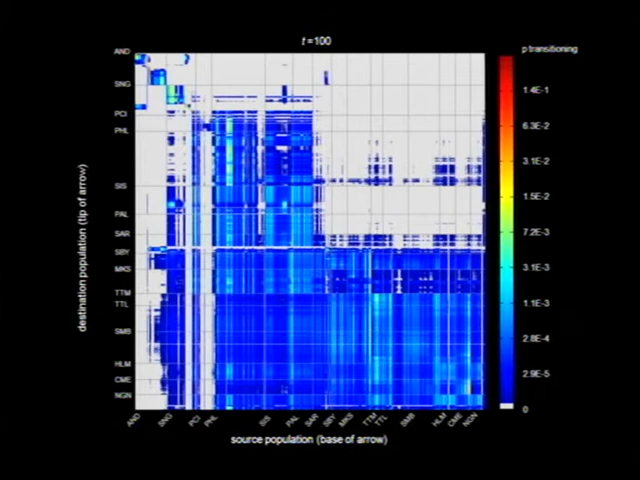 t=100
p transitioning
AND
SNG
PCI
PHL
SIS
PAL
SAR
SBY
MKS
TTM
TTL
SMB
HLM
CME
NGN
destination population (tip of arrow)
1.4E-1
6.3E-2
3.1E-2
1.5E-2
7.2E-3
3.1E-3
1.1E-3
2.8E-4
2.9E-5
0
AND SNG PCI PHL SIS PAL SAR SBY MKS TTM TTL SMB HLM CME NGN
source population (base of arrow)